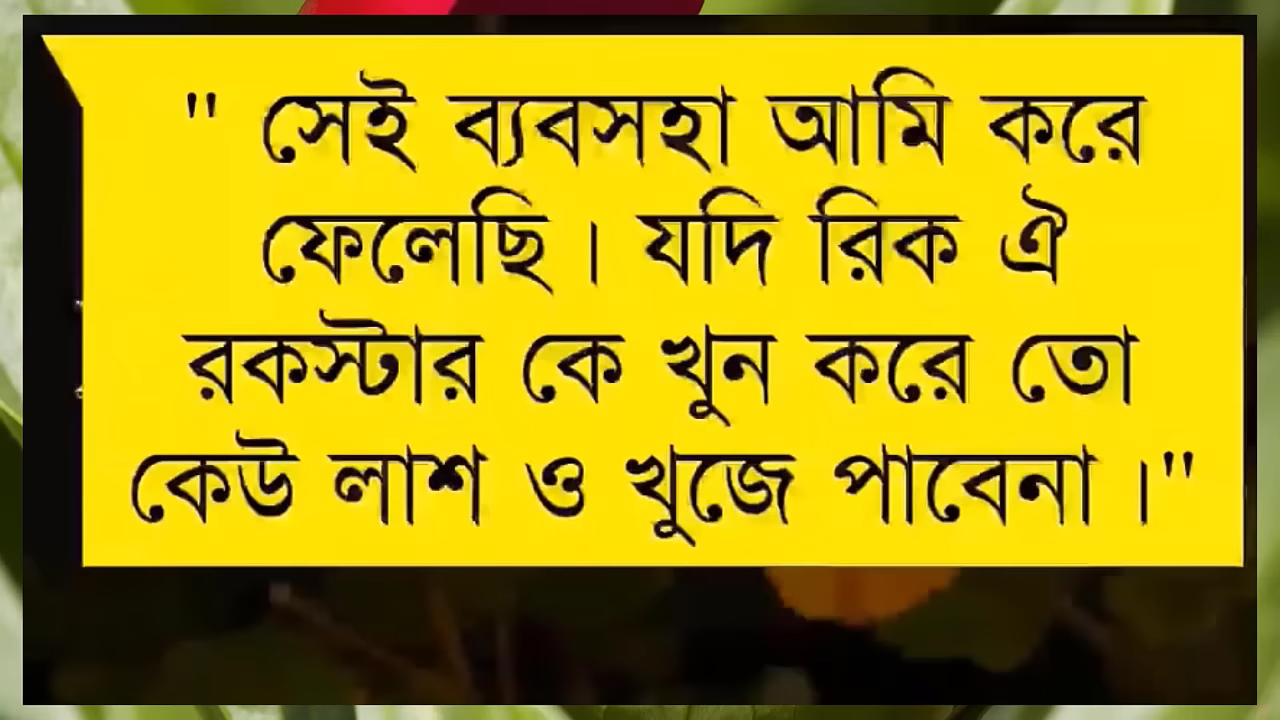 " সেই ব্যবসহা আমি করে
ফেলেছি। যদি রিক ঐ
রকস্টার কে খুন করে তো
কেউ লাশ ও খুজে পাবেনা।"